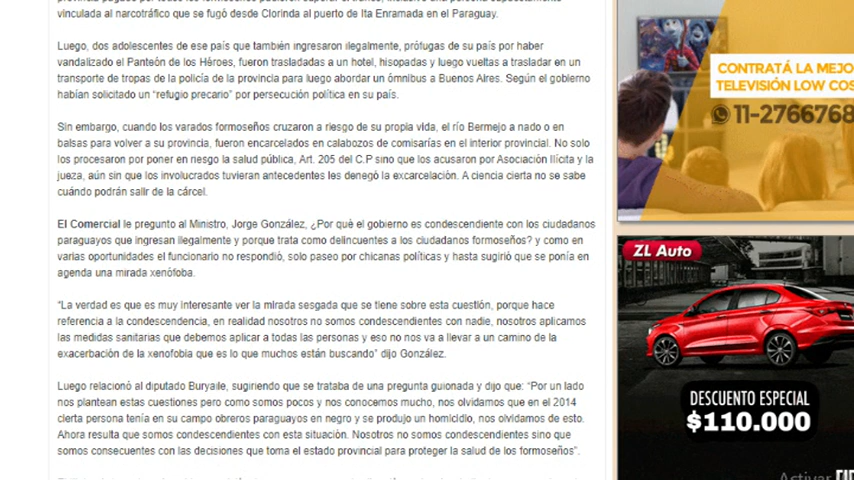 vinculada al narcotráfico que se fugó desde Clorinda al puerto de Ita Enramada en el Paraguay.
Luego, dos adolescentes de ese país que también ingresaron ilegalmente, prófugas de su país por haber
vandalizado el Panteón de los Héroes, fueron trasladadas a un hotel, hisopadas y luego vueltas a trasladar en un
transporte de tropas de la policía de la provincia para luego abordar un ómnibus a Buenos Aires. Según el gobierno
habían solicitado un “refugio precario” por persecución política en su país.
Sin embargo, cuando los varados formoseños cruzaron a riesgo de su propia vida, el río Bermejo a nado o en
balsas para volver a su provincia, fueron encarcelados en calabozos de comisarías en el interior provincial. No solo
los procesaron por poner en riesgo la salud pública, Art. 205 del C.P sino que los acusaron por Asociación Ilícita y la
jueza, aún sin que los involucrados tuvieran antecedentes les denegó la excarcelación. A ciencia cierta no se sabe
cuándo podrán salir de la cárcel.
El Comercial le pregunto al Ministro, Jorge González, ¿Por qué el gobierno es condescendiente con los ciudadanos
paraguayos que ingresan ilegalmente y porque trata como delincuentes a los ciudadanos formoseños? y como en
varias oportunidades el funcionario no respondió, solo paseo por chicanas políticas y hasta sugirió que se ponía en
agenda una mirada xenófoba.
“La verdad es que es muy interesante ver la mirada sesgada que se tiene sobre esta cuestión, porque hace
referencia a la condescendencia, en realidad nosotros no somos condescendientes con nadie, nosotros aplicamos
las medidas sanitarias que debemos aplicar a todas las personas y eso no nos va a llevar a un camino de la
exacerbación de la xenofobia que es lo que muchos están buscando” dijo González.
Luego relacionó al diputado Buryaile, sugiriendo que se trataba de una pregunta guionada y dijo que: “Por un lado
nos plantean estas cuestiones pero como somos pocos y nos conocemos mucho, nos olvidamos que en el 2014
cierta persona tenía en su campo obreros paraguayos en negro y se produjo un homicidio, nos olvidamos de esto.
Ahora resulta que somos condescendientes con esta situación. Nosotros no somos condescendientes sino que
somos consecuentes con las decisiones que toma el estado provincial para proteger la salud de los formoseños”.
CONTRATÁ LA MEJO
TELEVISIÓN LOW COS
11-2766768
ZL Auto
DESCUENTO ESPECIAL
$110.000
Activar